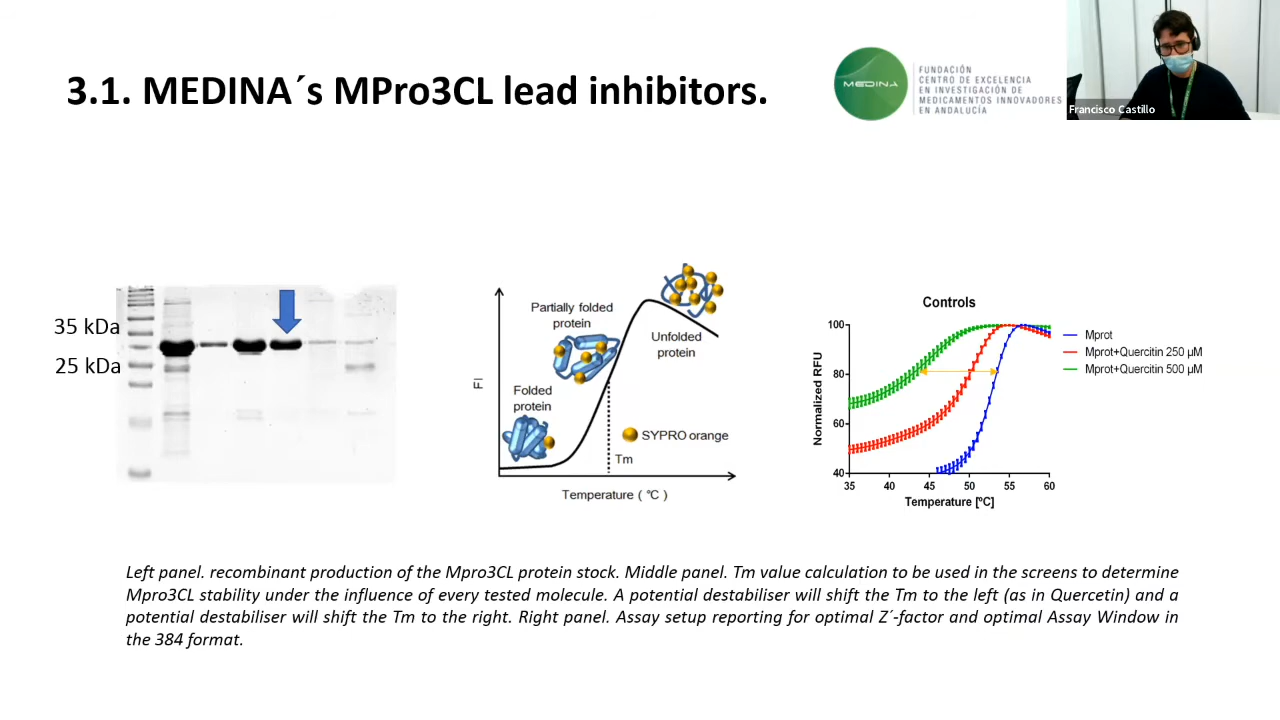 3.1. MEDINA´s MPro3CL lead inhibitors.
MEDINA
FUNDACIÓN
CENTRO DE EXCELENCIA
EN INVESTIGACIÓN DE
MEDICAMENTOS INNOVADORES
EN ANDALUCÍA
Francisco Castillo
35 kDa
25 kDa
Partially folded
protein
Unfolded
protein
Folded
protein
FI
SYPRO orange
Tm
Temperature ( ℃ )
Controls
Normalized RFU
100
80
60
40
35 40 45 50 55 60
Temperature [ºC]
Mprot
Mprot+Quercitin 250 µM
Mprot+Quercitin 500 µM
Left panel. recombinant production of the Mpro3CL protein stock. Middle panel. Tm value calculation to be used in the screens to determine
Mpro3CL stability under the influence of every tested molecule. A potential destabiliser will shift the Tm to the left (as in Quercetin) and a
potential destabiliser will shift the Tm to the right. Right panel. Assay setup reporting for optimal Z´-factor and optimal Assay Window in
the 384 format.